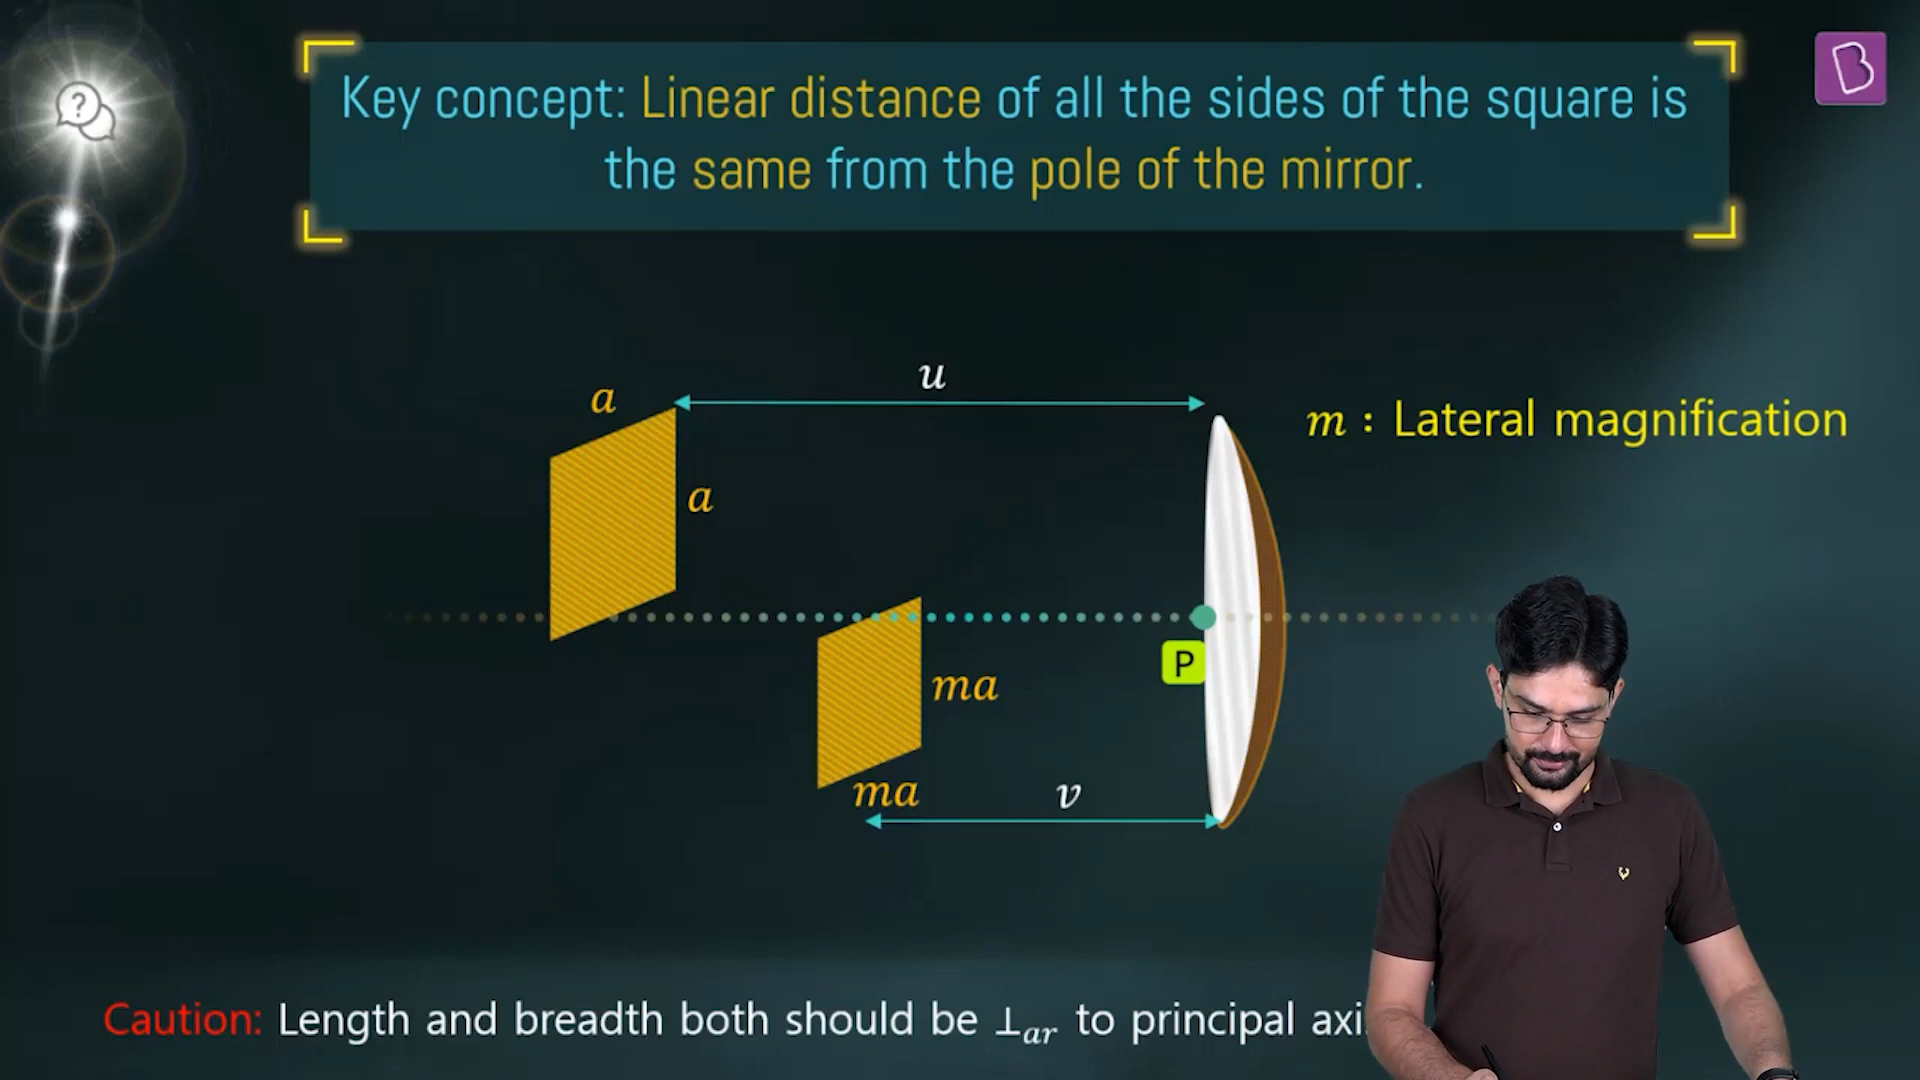 Key concept: Linear distance of all the sides of the square is
the same from the pole of the mirror.
u
a
m : Lateral magnification
a
P
ma
ma
v
Caution: Length and breadth both should be ⊥ar to principal axi